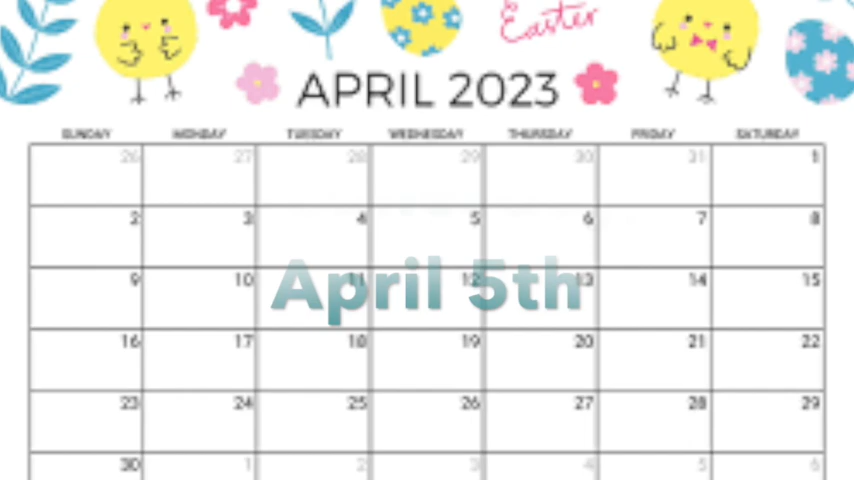 Easter
APRIL 2023
SUNDAY MONDAY TUESDAY WEDNESDAY THURSDAY FRIDAY SATURDAY
26 27 28 29 30 31 1
2 3 4 5 6 7 8
9 10 11 12 13 14 15
April 5th
16 17 18 19 20 21 22
23 24 25 26 27 28 29
30 1 2 3 4 5 6